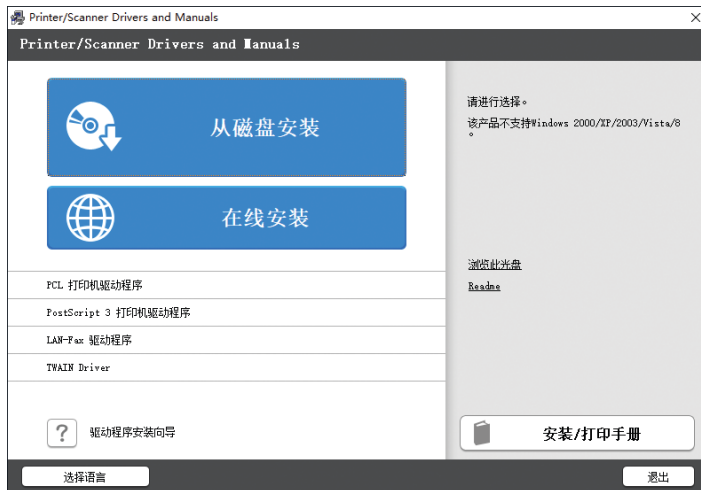 Printer/Scanner Drivers and Manuals
Printer/Scanner Drivers and Manuals
从磁盘安装
在线安装
PCL 打印机驱动程序
PostScript 3 打印机驱动程序
LAN-Fax 驱动程序
TWAIN Driver
? 驱动程序安装向导
请进行选择。
该产品不支持Windows 2000/XP/2003/Vista/8
。
浏览此光盘
Readme
安装/打印手册
选择语言
退出